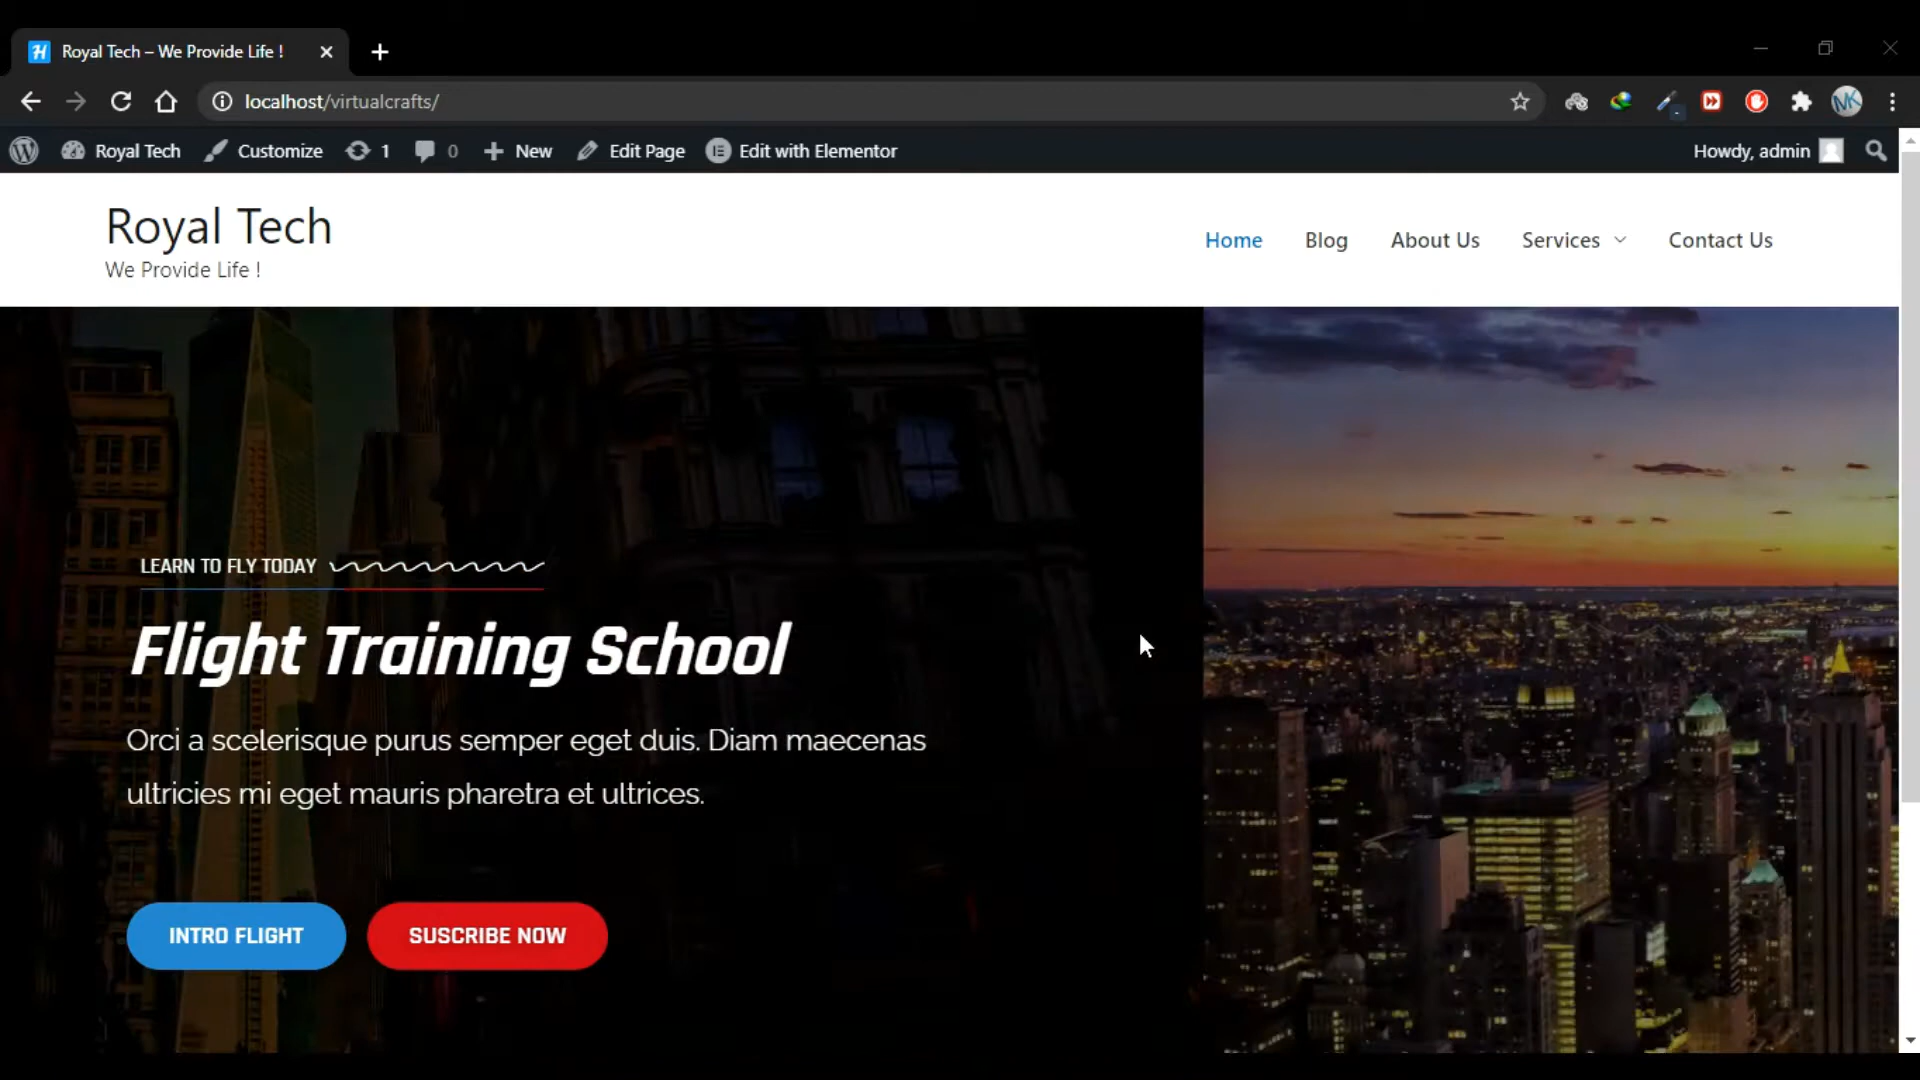 Royal Tech – We Provide Life !
localhost/virtualcrafts/
Royal Tech Customize 1 0 New Edit Page Edit with Elementor Howdy, admin
Royal Tech
We Provide Life !
Home Blog About Us Services Contact Us
LEARN TO FLY TODAY
Flight Training School
Orci a scelerisque purus semper eget duis. Diam maecenas
ultricies mi eget mauris pharetra et ultrices.
INTRO FLIGHT SUSCRIBE NOW